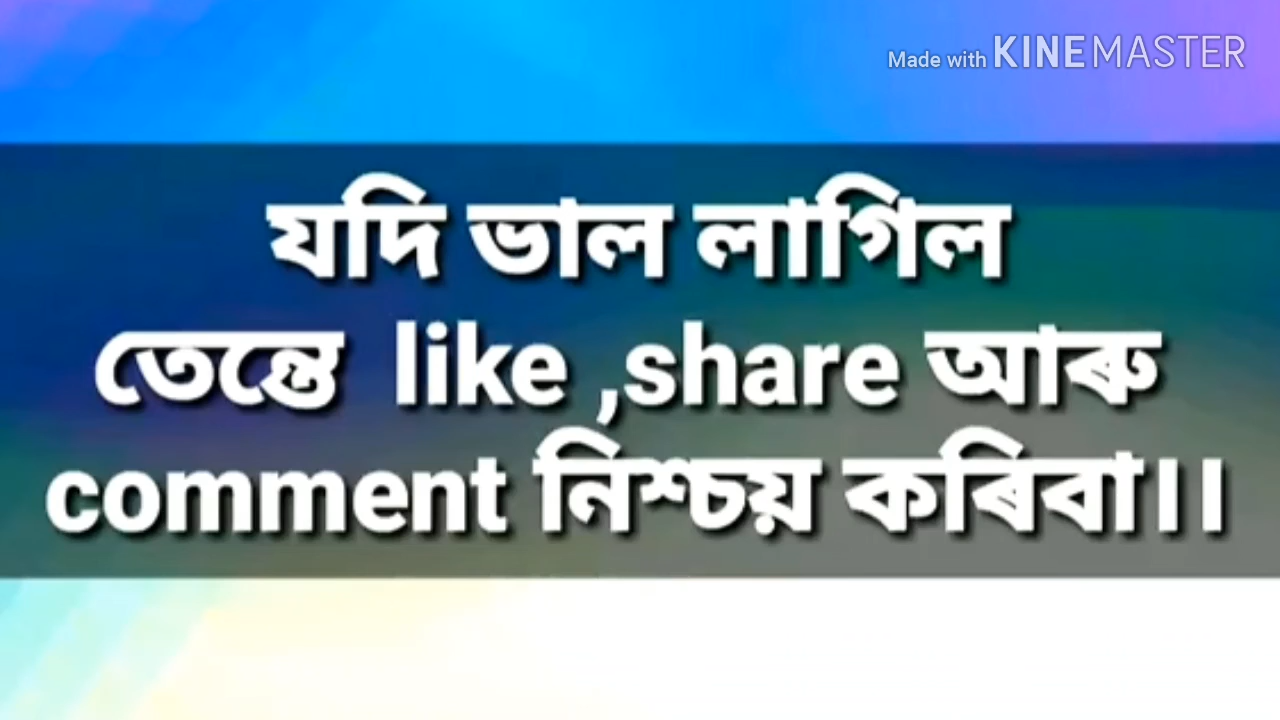 Made with KINEMASTER
যদি ভাল লাগিল
তেন্তে like ,share আৰু
comment নিশ্চয় কৰিবা।।